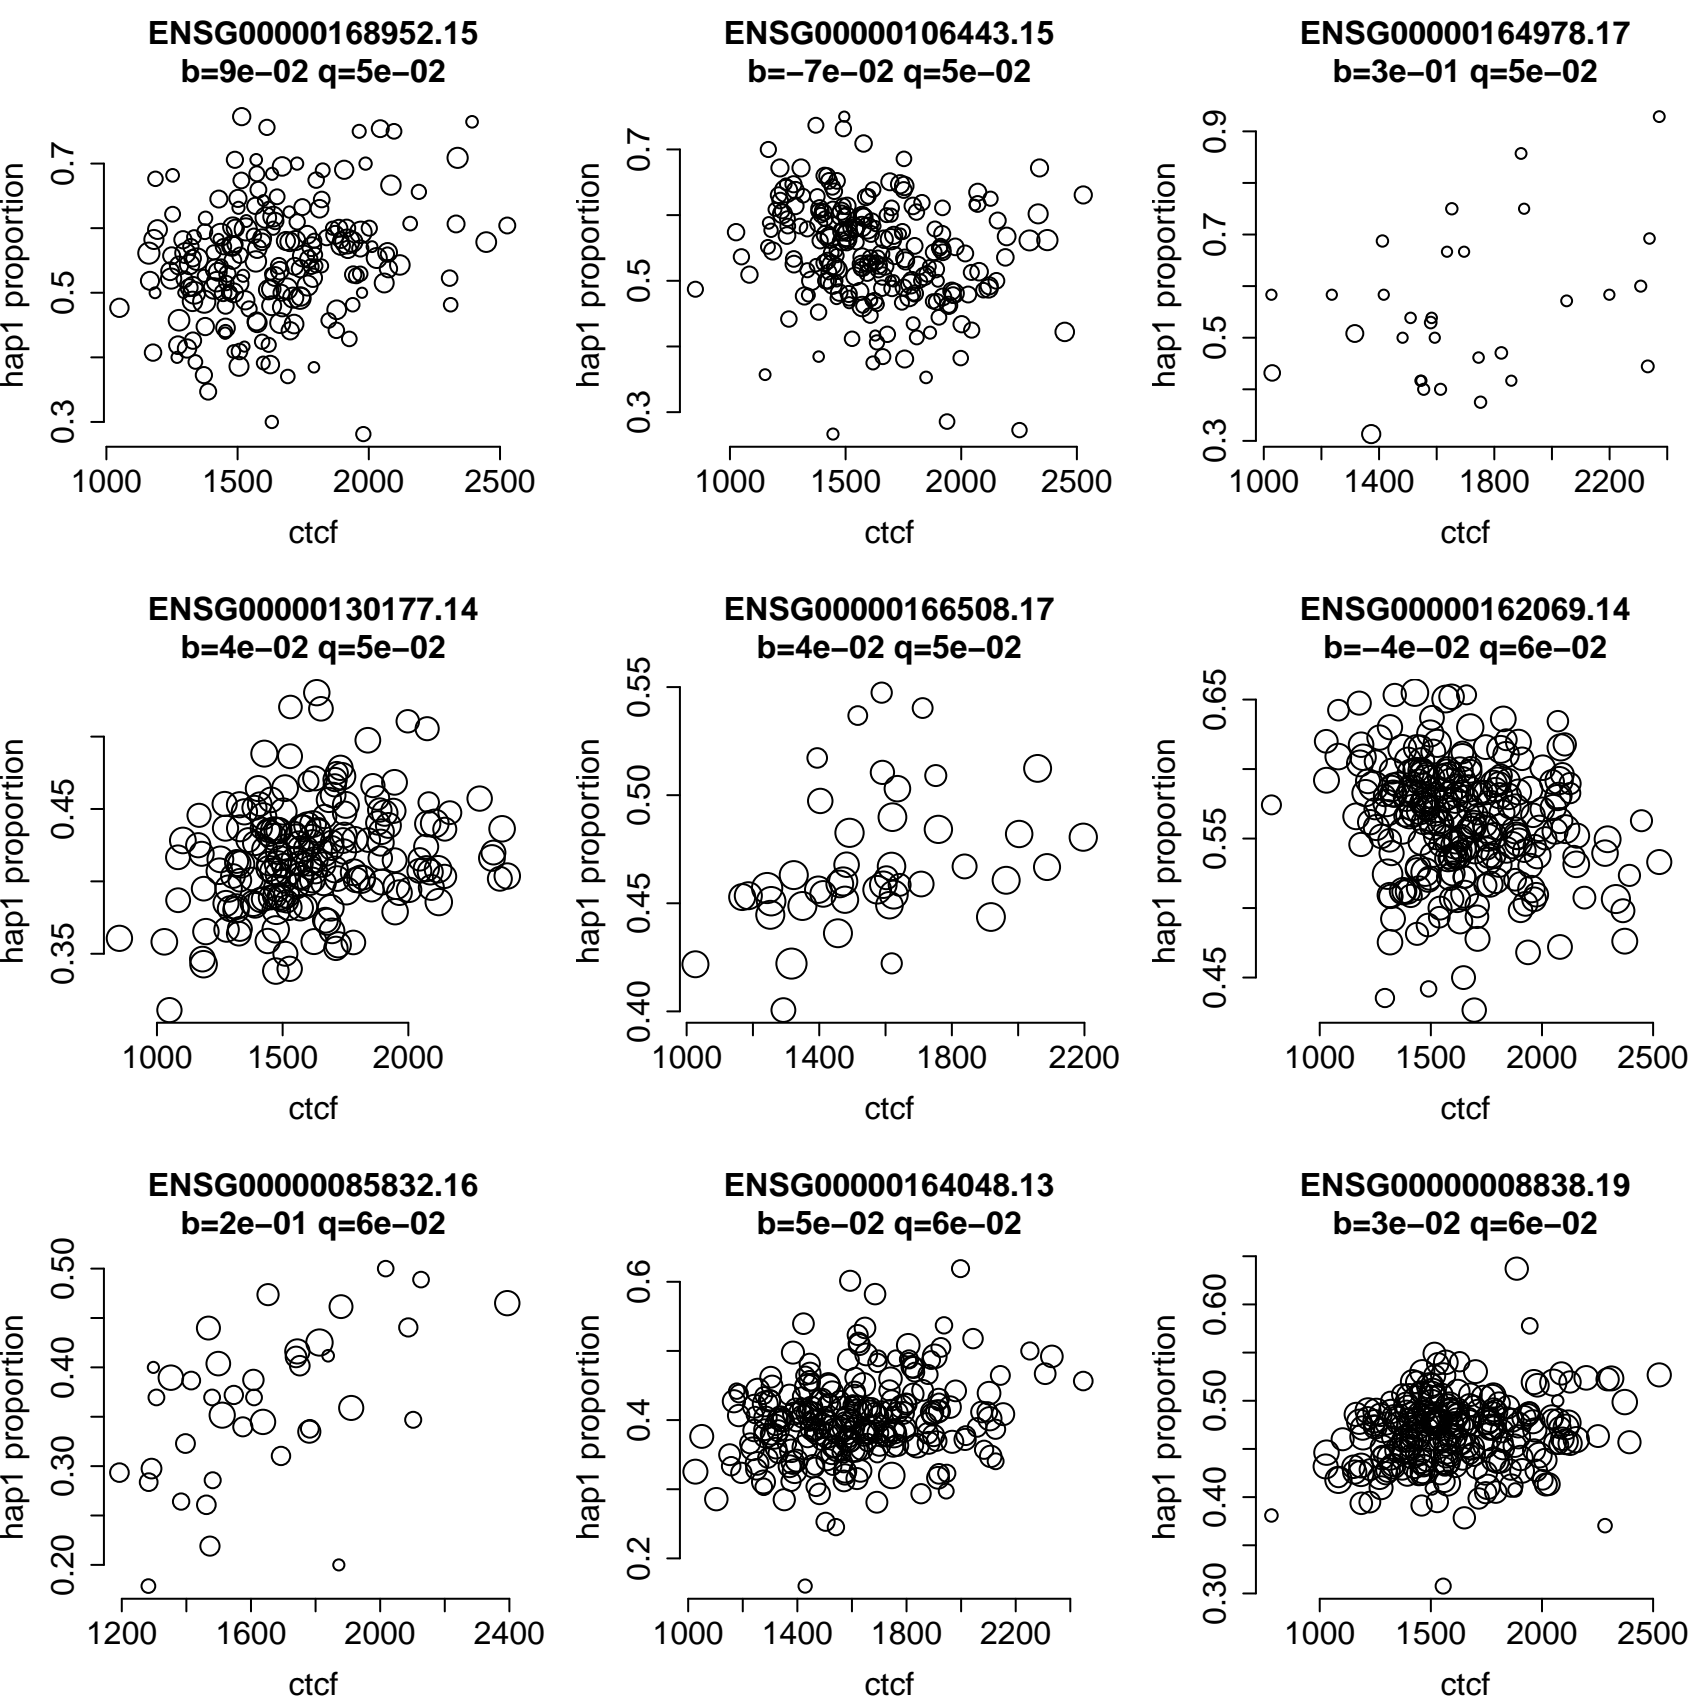 ENSG00000168952.15
b=9e−02 q=5e−02
hap1 proportion
0.3 0.5 0.7
1000 1500 2000 2500
ctcf
ENSG00000106443.15
b=−7e−02 q=5e−02
hap1 proportion
0.3 0.5 0.7
1000 1500 2000 2500
ctcf
ENSG00000164978.17
b=3e−01 q=5e−02
hap1 proportion
0.3 0.5 0.7 0.9
1000 1400 1800 2200
ctcf
ENSG00000130177.14
b=4e−02 q=5e−02
hap1 proportion
0.35 0.45
1000 1500 2000
ctcf
ENSG00000166508.17
b=4e−02 q=5e−02
hap1 proportion
0.40 0.45 0.50 0.55
1000 1400 1800 2200
ctcf
ENSG00000162069.14
b=−4e−02 q=6e−02
hap1 proportion
0.45 0.55 0.65
1000 1500 2000 2500
ctcf
ENSG00000085832.16
b=2e−01 q=6e−02
hap1 proportion
0.20 0.30 0.40 0.50
1200 1600 2000 2400
ctcf
ENSG00000164048.13
b=5e−02 q=6e−02
hap1 proportion
0.2 0.4 0.6
1000 1400 1800 2200
ctcf
ENSG00000008838.19
b=3e−02 q=6e−02
hap1 proportion
0.30 0.40 0.50 0.60
1000 1500 2000 2500
ctcf